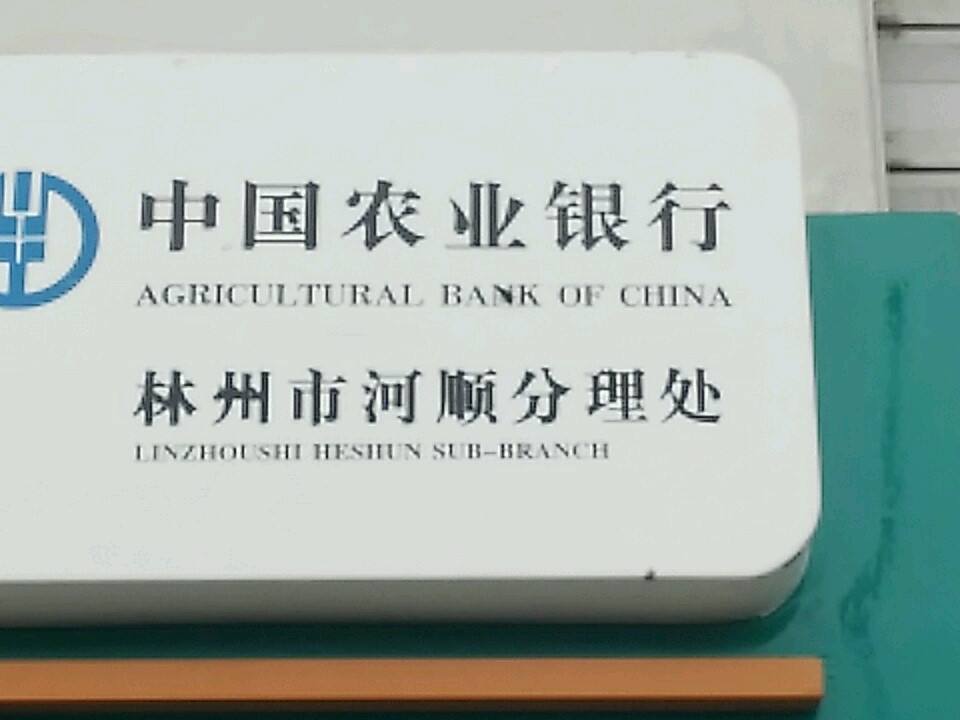 中国农业银行
AGRICULTURAL BANK OF CHINA
林州市河顺分理处
LINZHOUSHI HESHUN SUB-BRANCH